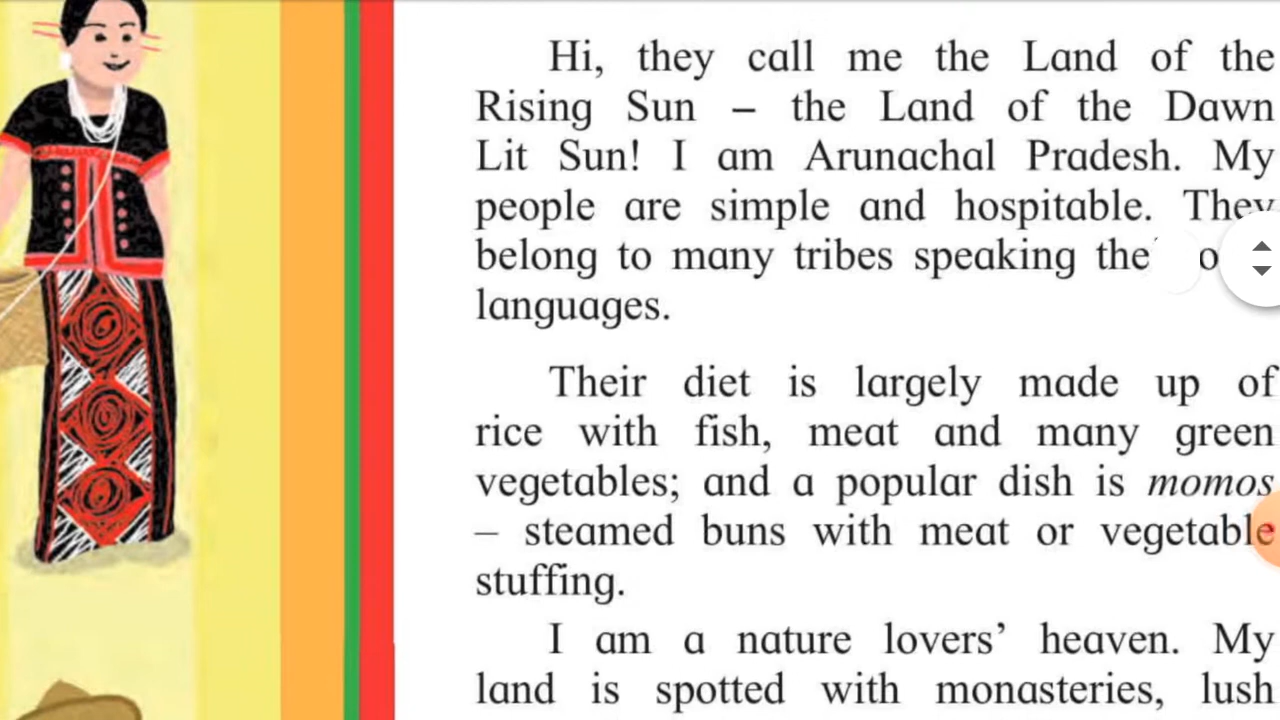 Hi, they call me the Land of the
Rising Sun – the Land of the Dawn
Lit Sun! I am Arunachal Pradesh. My
people are simple and hospitable. They
belong to many tribes speaking
languages.
Their diet is largely made up of
rice with fish, meat and many green
vegetables; and a popular dish is momos
– steamed buns with meat or vegetable
stuffing.
I am a nature lovers’ heaven. My
land is spotted with monasteries, lush